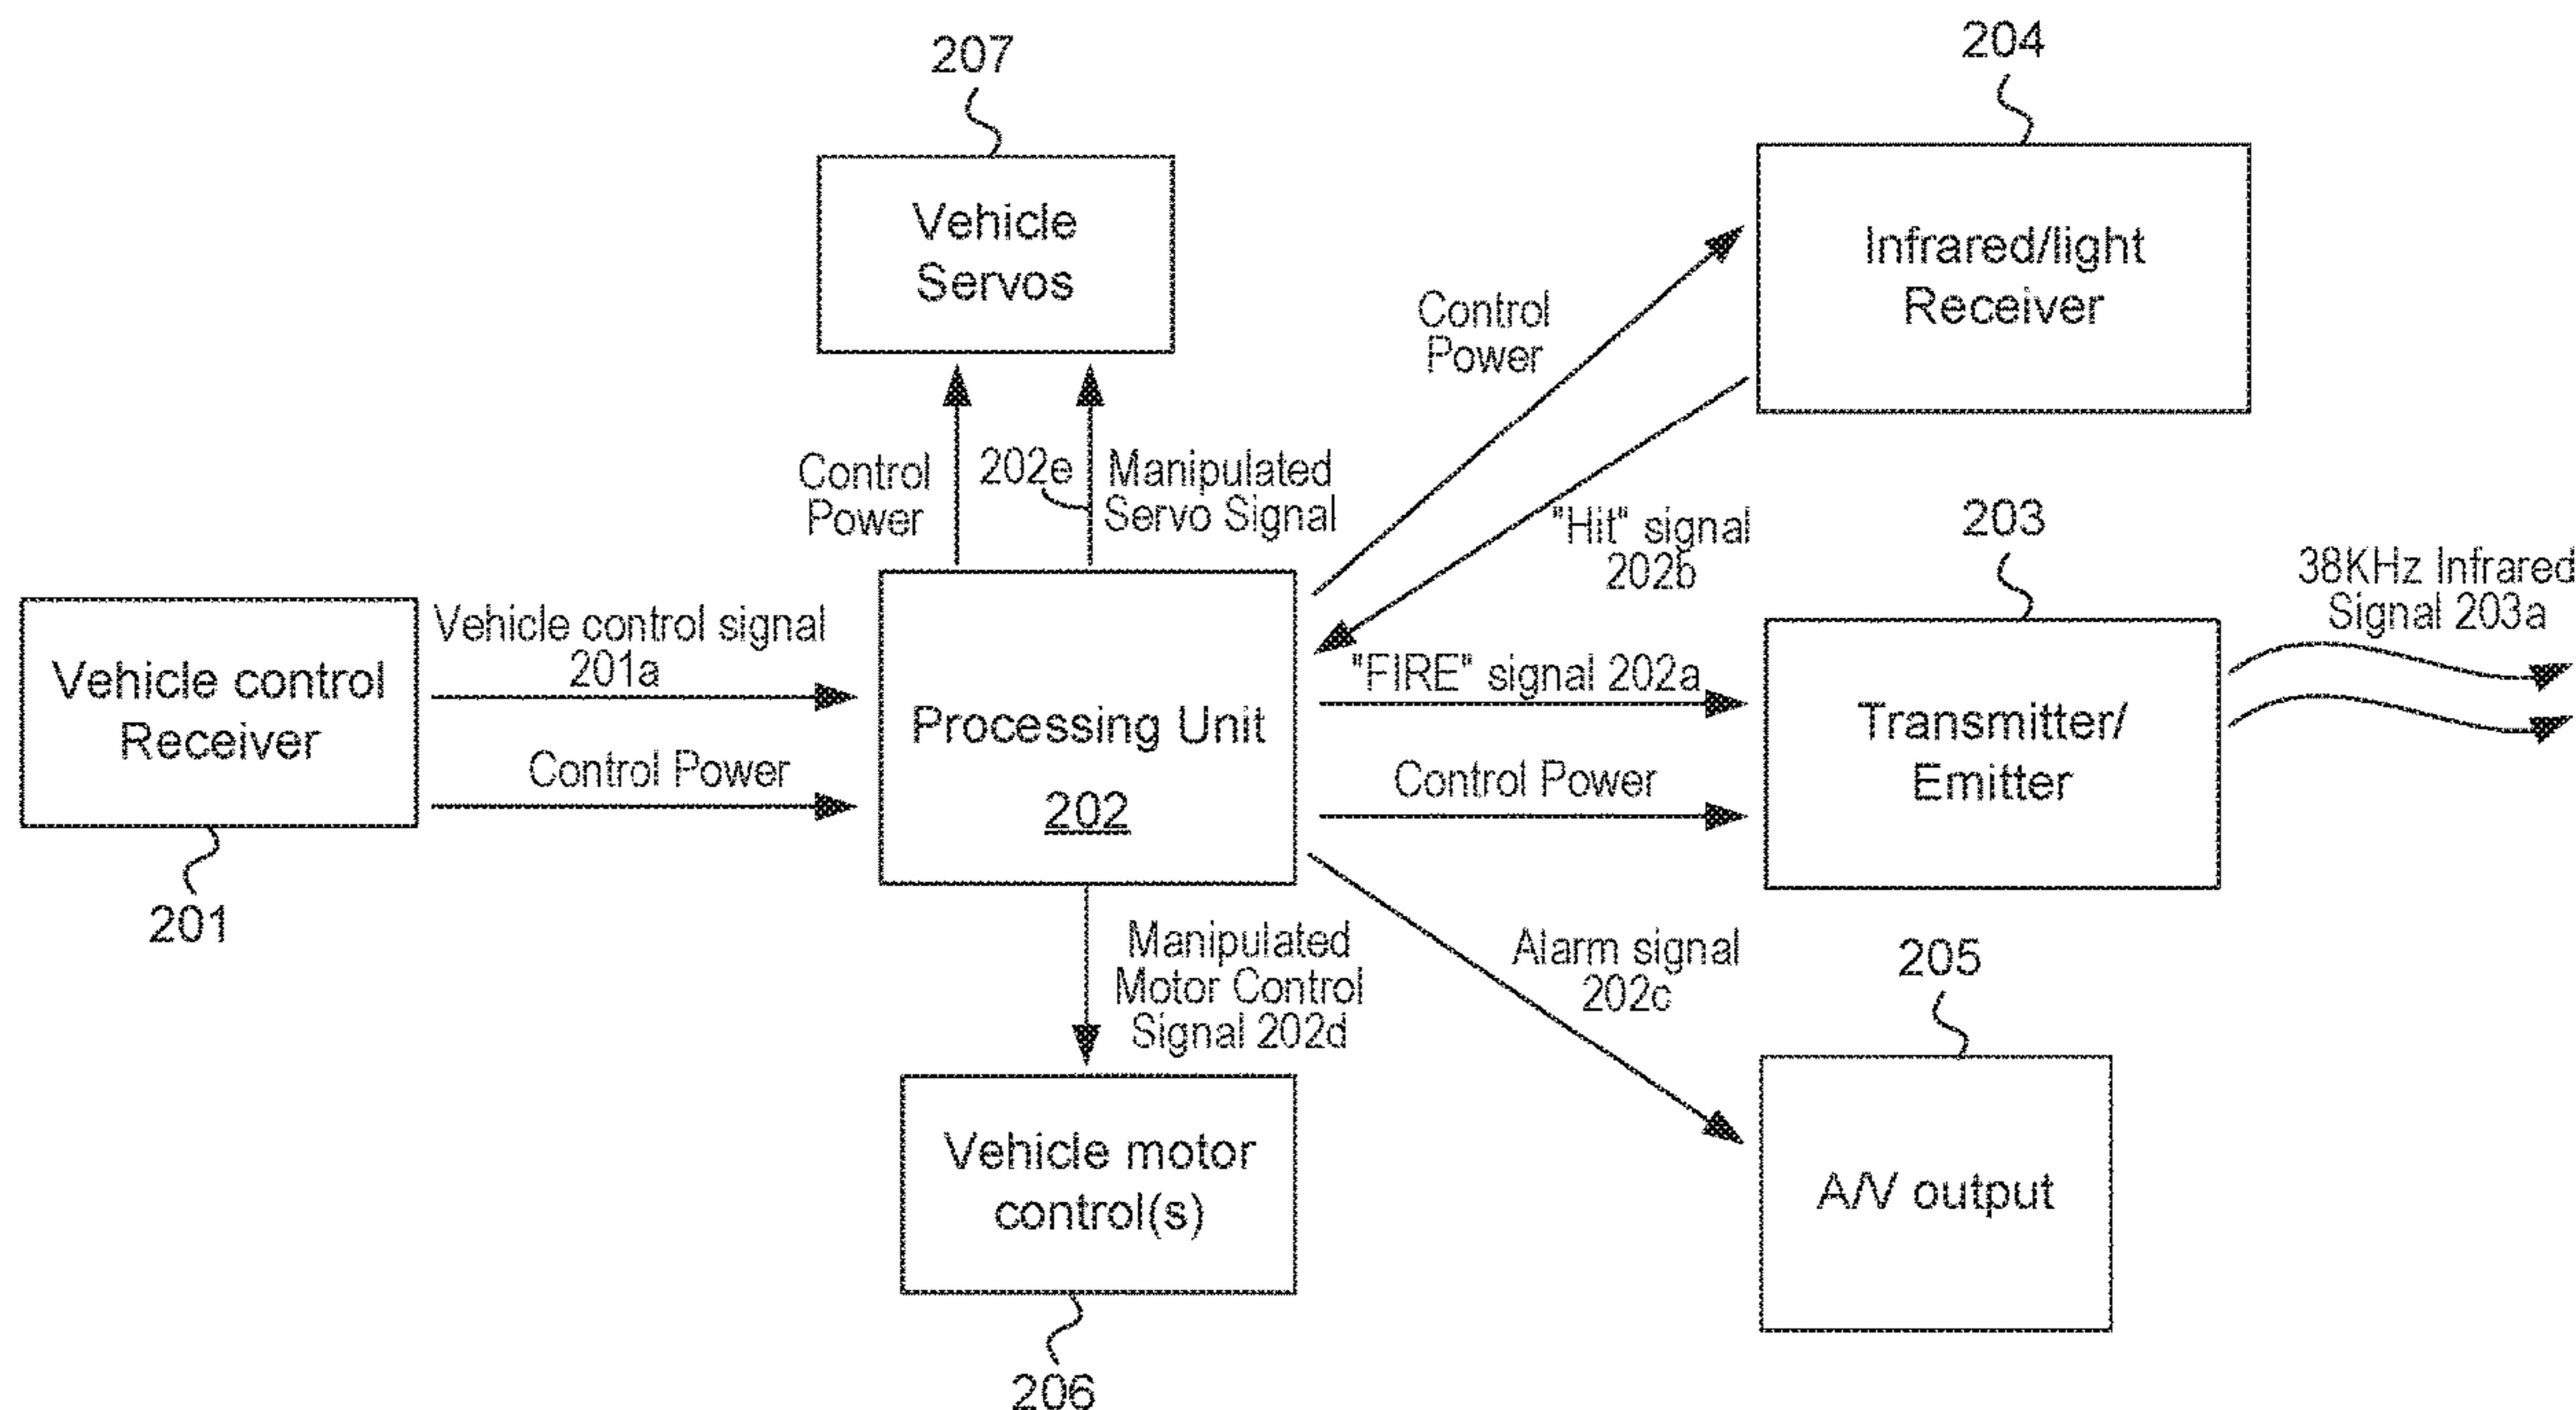 207
204
Vehicle
Servos
Infrared/light
Receiver
Control
Power
Control
Power
202e
Manipulated
Servo Signal
"Hit" signal
202b
203
38KHz Infrared
Signal 203a
Vehicle control
Receiver
201
Vehicle control signal
201a
Control Power
Processing Unit
202
"FIRE" signal 202a
Control Power
Transmitter/
Emitter
Manipulated
Motor Control
Signal 202d
Alarm signal
202c
205
Vehicle motor
control(s)
A/V output
206